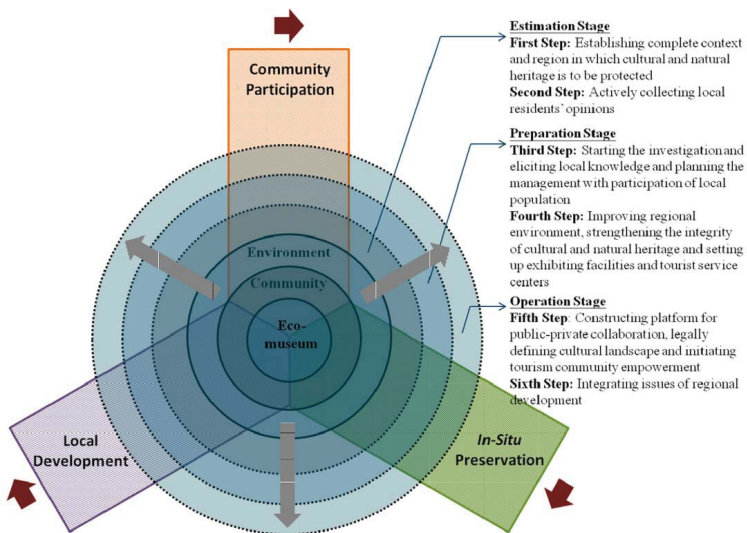 Community
Participation
Environment
Community
Eco-
museum
Local
Development
In-Situ
Preservation
Estimation Stage
First Step: Establishing complete context
and region in which cultural and natural
heritage is to be protected
Second Step: Actively collecting local
residents' opinions
Preparation Stage
Third Step: Starting the investigation and
eliciting local knowledge and planning the
management with participation of local
population
Fourth Step: Improving regional
environment, strengthening the integrity
of cultural and natural heritage and setting
up exhibiting facilities and tourist service
centers
Operation Stage
Fifth Step: Constructing platform for
public-private collaboration, legally
defining cultural landscape and initiating
tourism community empowerment
Sixth Step: Integrating issues of regional
development